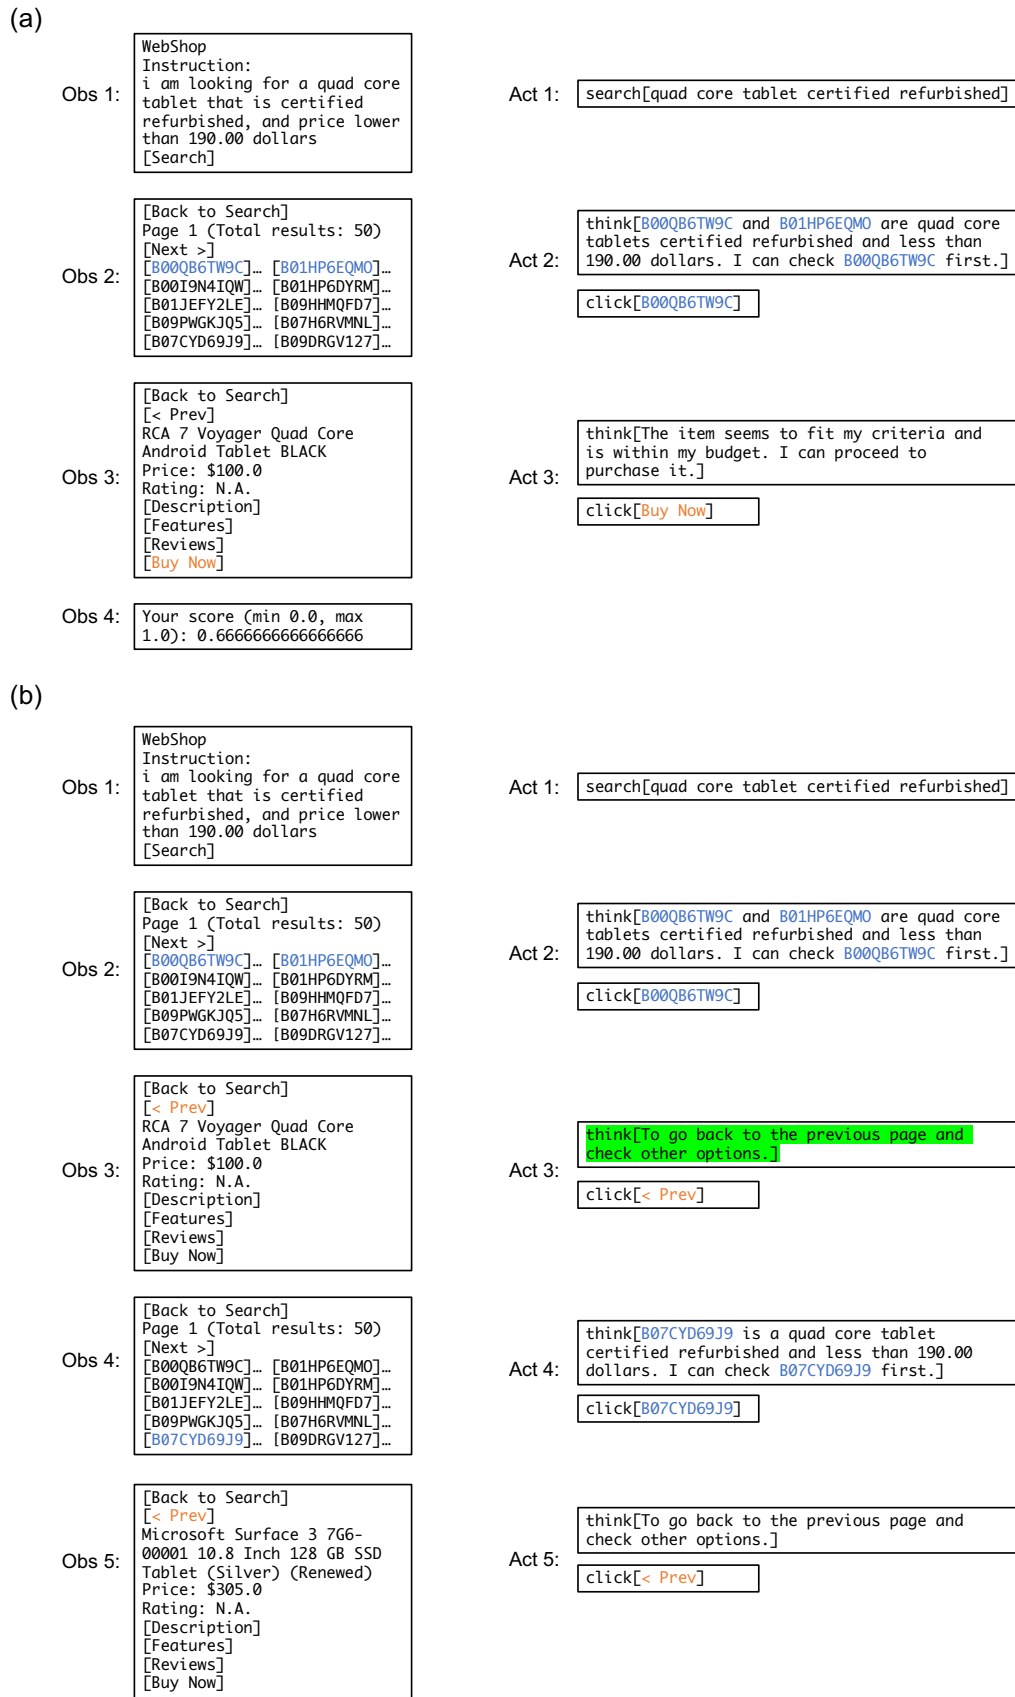 (a)
Obs 1:
WebShop
Instruction:
i am looking for a quad core
tablet that is certified
refurbished, and price lower
than 190.00 dollars
[Search]
Act 1:
search[quad core tablet certified refurbished]
Obs 2:
[Back to Search]
Page 1 (Total results: 50)
[Next >]
[B00QB6TW9C]… [B01HP6EQMO]…
[B00I9N4IQW]… [B01HP6DYRM]…
[B01JEFY2LE]… [B09HHMQFD7]…
[B09PWGKJQ5]… [B07H6RVMNL]…
[B07CYD69J9]… [B09DRGV127]…
Act 2:
think[B00QB6TW9C and B01HP6EQMO are quad core
tablets certified refurbished and less than
190.00 dollars. I can check B00QB6TW9C first.]
click[B00QB6TW9C]
Obs 3:
[Back to Search]
[< Prev]
RCA 7 Voyager Quad Core
Android Tablet BLACK
Price: $100.0
Rating: N.A.
[Description]
[Features]
[Reviews]
[Buy Now]
Act 3:
think[The item seems to fit my criteria and
is within my budget. I can proceed to
purchase it.]
click[Buy Now]
Obs 4:
Your score (min 0.0, max
1.0): 0.6666666666666666
(b)
Obs 1:
WebShop
Instruction:
i am looking for a quad core
tablet that is certified
refurbished, and price lower
than 190.00 dollars
[Search]
Act 1:
search[quad core tablet certified refurbished]
Obs 2:
[Back to Search]
Page 1 (Total results: 50)
[Next >]
[B00QB6TW9C]… [B01HP6EQMO]…
[B00I9N4IQW]… [B01HP6DYRM]…
[B01JEFY2LE]… [B09HHMQFD7]…
[B09PWGKJQ5]… [B07H6RVMNL]…
[B07CYD69J9]… [B09DRGV127]…
Act 2:
think[B00QB6TW9C and B01HP6EQMO are quad core
tablets certified refurbished and less than
190.00 dollars. I can check B00QB6TW9C first.]
click[B00QB6TW9C]
Obs 3:
[Back to Search]
[< Prev]
RCA 7 Voyager Quad Core
Android Tablet BLACK
Price: $100.0
Rating: N.A.
[Description]
[Features]
[Reviews]
[Buy Now]
Act 3:
think[To go back to the previous page and
check other options.]
click[< Prev]
Obs 4:
[Back to Search]
Page 1 (Total results: 50)
[Next >]
[B00QB6TW9C]… [B01HP6EQMO]…
[B00I9N4IQW]… [B01HP6DYRM]…
[B01JEFY2LE]… [B09HHMQFD7]…
[B09PWGKJQ5]… [B07H6RVMNL]…
[B07CYD69J9]… [B09DRGV127]…
Act 4:
think[B07CYD69J9 is a quad core tablet
certified refurbished and less than 190.00
dollars. I can check B07CYD69J9 first.]
click[B07CYD69J9]
Obs 5:
[Back to Search]
[< Prev]
Microsoft Surface 3 7G6-
00001 10.8 Inch 128 GB SSD
Tablet (Silver) (Renewed)
Price: $305.0
Rating: N.A.
[Description]
[Features]
[Reviews]
[Buy Now]
Act 5:
think[To go back to the previous page and
check other options.]
click[< Prev]